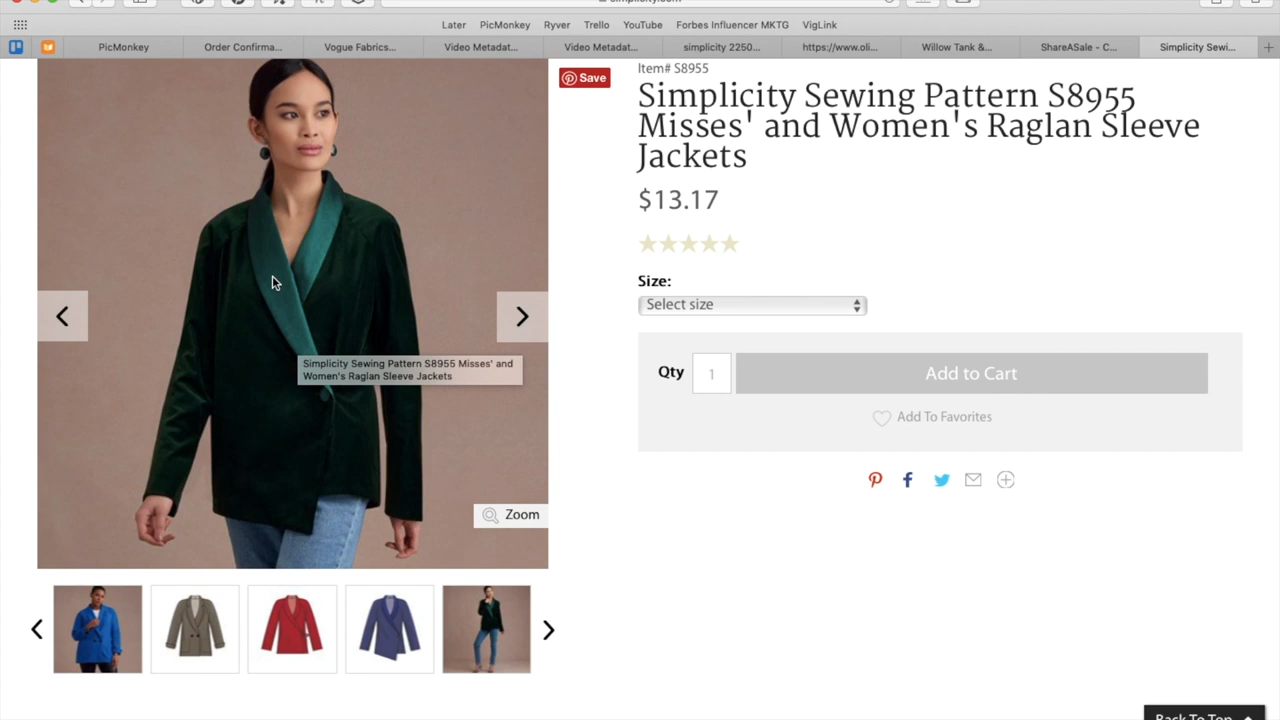 simplicity.com
Later PicMonkey Ryver Trello YouTube Forbes Influencer MKTG VigLink
PicMonkey Order Confirma... Vogue Fabrics... Video Metadat... Video Metadat... simplicity 2250... https://www.oli... Willow Tank &... ShareASale - C... Simplicity Sewi...
Save
Item# S8955
Simplicity Sewing Pattern S8955
Misses' and Women's Raglan Sleeve
Jackets
$13.17
Size:
Select size
Simplicity Sewing Pattern S8955 Misses' and
Women's Raglan Sleeve Jackets
Qty 1 Add to Cart
Add To Favorites
Zoom
Back To Top